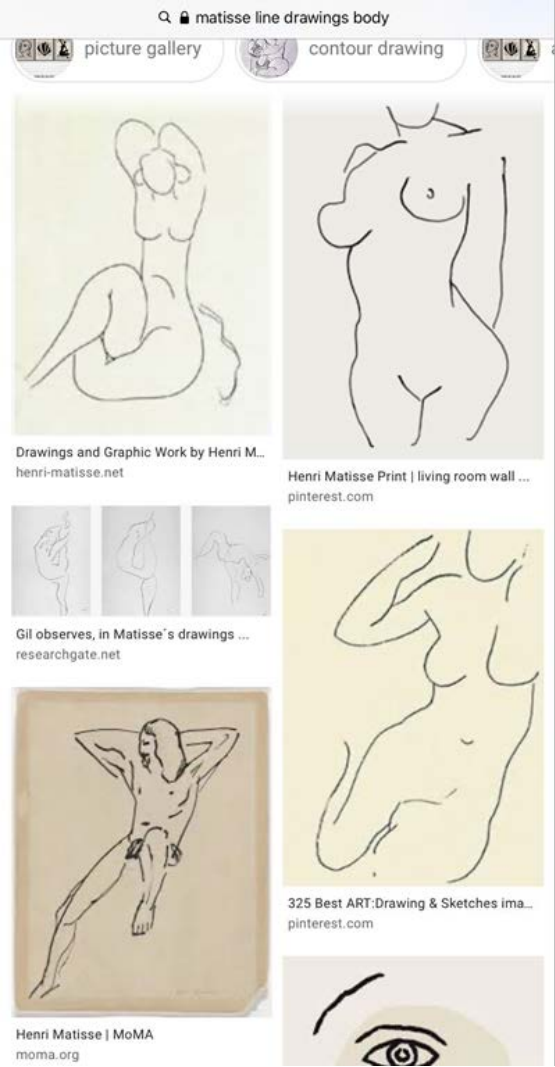 matisse line drawings body
picture gallery
contour drawing
Drawings and Graphic Work by Henri M...
henri-matisse.net
Henri Matisse Print | living room wall ...
pinterest.com
Gil observes, in Matisse´s drawings ...
researchgate.net
325 Best ART:Drawing & Sketches ima...
pinterest.com
Henri Matisse | MoMA
moma.org